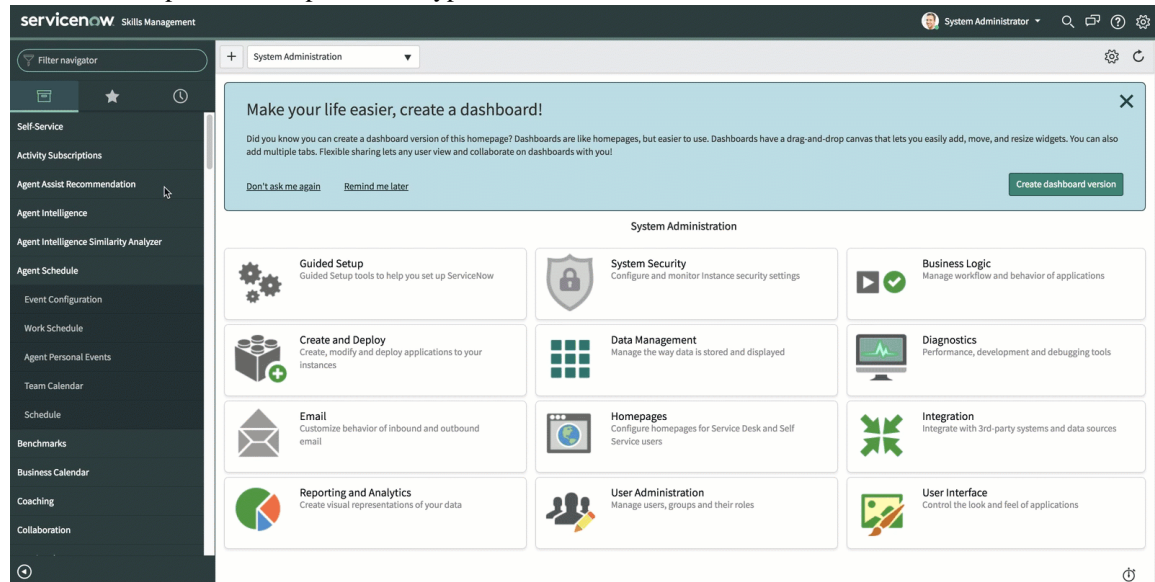 servicenow Skills Management
System Administrator
Filter navigator
System Administration
Self-Service
Activity Subscriptions
Agent Assist Recommendation
Agent Intelligence
Agent Intelligence Similarity Analyzer
Agent Schedule
Event Configuration
Work Schedule
Agent Personal Events
Team Calendar
Schedule
Benchmarks
Business Calendar
Coaching
Collaboration
Make your life easier, create a dashboard!
Did you know you can create a dashboard version of this homepage? Dashboards are like homepages, but easier to use. Dashboards have a drag-and-drop canvas that lets you easily add, move, and resize widgets. You can also
add multiple tabs. Flexible sharing lets any user view and collaborate on dashboards with you!
Don't ask me again Remind me later
Create dashboard version
System Administration
Guided Setup
Guided Setup tools to help you set up ServiceNow
System Security
Configure and monitor Instance security settings
Business Logic
Manage workflow and behavior of applications
Create and Deploy
Create, modify and deploy applications to your
instances
Data Management
Manage the way data is stored and displayed
Diagnostics
Performance, development and debugging tools
Email
Customize behavior of inbound and outbound
email
Homepages
Configure homepages for Service Desk and Self
Service users
Integration
Integrate with 3rd-party systems and data sources
Reporting and Analytics
Create visual representations of your data
User Administration
Manage users, groups and their roles
User Interface
Control the look and feel of applications